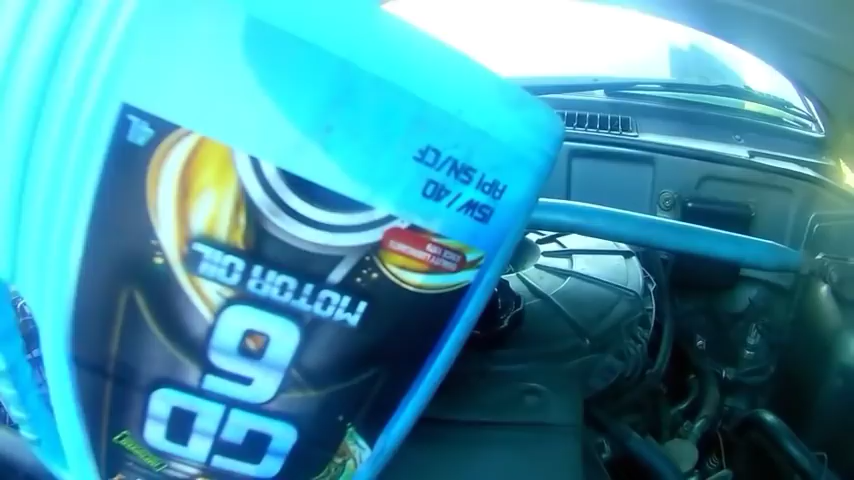 GD
MOTOR OIL
15W / 40
API SN/CF
4L